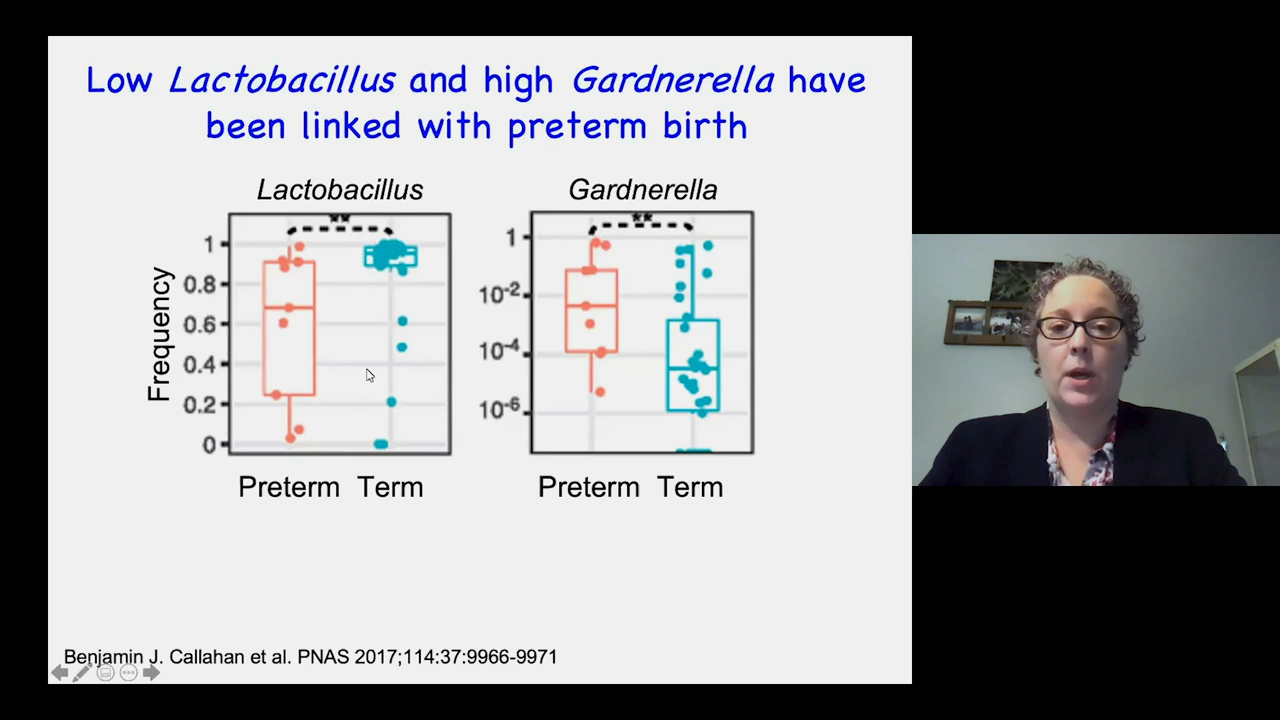 Low Lactobacillus and high Gardnerella have
been linked with preterm birth
Lactobacillus
Gardnerella
Frequency
**
1
0.8
0.6
0.4
0.2
0
Preterm Term
**
1
10-2
10-4
10-6
Preterm Term
Benjamin J. Callahan et al. PNAS 2017;114:37:9966-9971